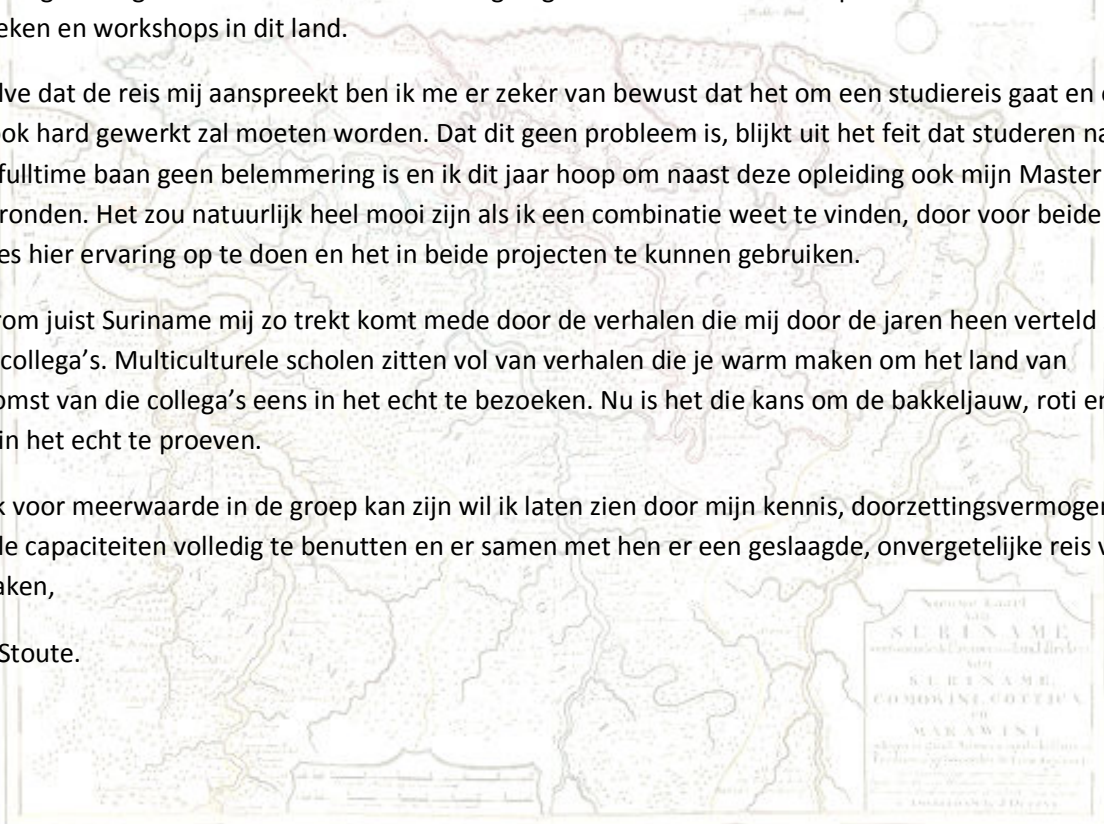 eken en workshops in dit land.
lve dat de reis mij aanspreekt ben ik me er zeker van bewust dat het om een studiereis gaat en
ok hard gewerkt zal moeten worden. Dat dit geen probleem is, blijkt uit het feit dat studeren na
fulltime baan geen belemmering is en ik dit jaar hoop om naast deze opleiding ook mijn Master
ronden. Het zou natuurlijk heel mooi zijn als ik een combinatie weet te vinden, door voor beide
es hier ervaring op te doen en het in beide projecten te kunnen gebruiken.
rom juist Suriname mij zo trekt komt mede door de verhalen die mij door de jaren heen verteld
collega’s. Multiculturele scholen zitten vol van verhalen die je warm maken om het land van
omst van die collega’s eens in het echt te bezoeken. Nu is het die kans om de bakkeljauw, roti en
in het echt te proeven.
k voor meerwaarde in de groep kan zijn wil ik laten zien door mijn kennis, doorzettingsvermogen
de capaciteiten volledig te benutten en er samen met hen er een geslaagde, onvergetelijke reis v
aken,
Stoute.
Nieuwe Kaart
van
SURINAME
SURINAME
COMOWINI, COTTICA
en
MARAWINI